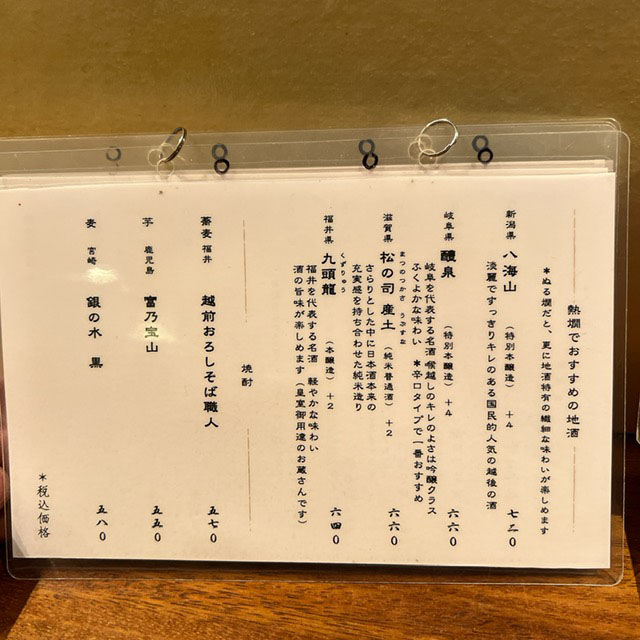 熱燗でおすすめの地酒
＊ぬる燗だと、更に地酒特有の繊細な味わいが楽しめます
新潟県 八海山 （特別本醸造） +4 七二〇
淡麗ですっきりキレのある国民的人気の越後の酒
岐阜県 醴泉 （特別本醸造） +4 六六〇
岐阜を代表する名酒 喉越しのキレのよさは吟醸クラス
ふくよかな味わい ＊辛口タイプで一番おすすめ
まつのつかさ うぶすな
滋賀県 松の司 産土 （純米普通酒） +2 六六〇
さらりとした中に日本酒本来の
充実感を持ち合わせた純米造り
くずりゅう
福井県 九頭龍 （本醸造） +2 六四〇
福井を代表する名酒 軽やかな味わい
酒の旨味が楽しめます（皇室御用達のお蔵さんです）
焼酎
蕎麦 福井 越前おろしそば職人 五七〇
芋 鹿児島 富乃宝山 五五〇
麦 宮崎 銀の水 黒 五八〇
＊税込価格